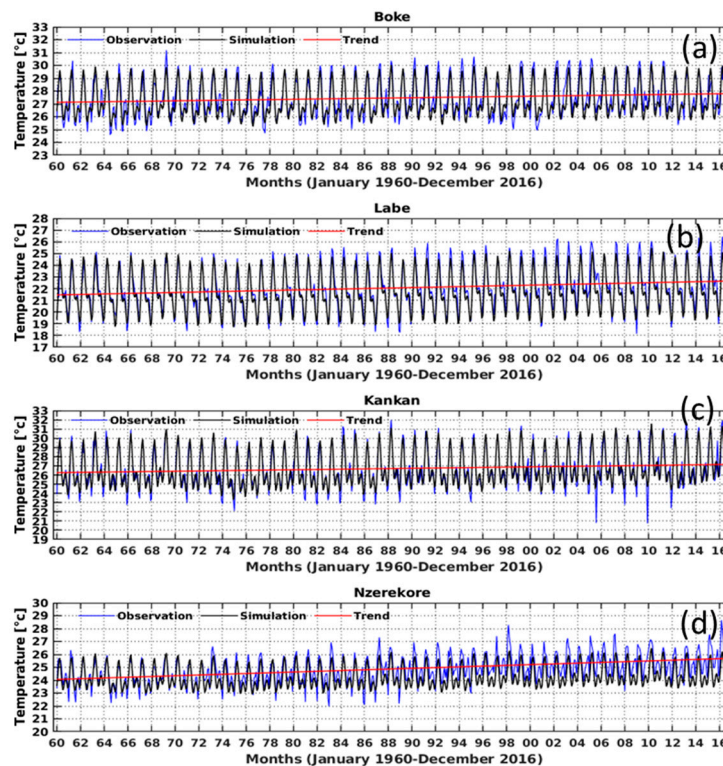 Boke
(a)
Observation Simulation Trend
Temperature [°c]
33
32
31
30
29
28
27
26
25
24
23
60 62 64 66 68 70 72 74 76 78 80 82 84 86 88 90 92 94 96 98 00 02 04 06 08 10 12 14 16
Months (January 1960-December 2016)
Labe
(b)
Observation Simulation Trend
Temperature [°c]
28
27
26
25
24
23
22
21
20
19
18
17
60 62 64 66 68 70 72 74 76 78 80 82 84 86 88 90 92 94 96 98 00 02 04 06 08 10 12 14 16
Months (January 1960-December 2016)
Kankan
(c)
Observation Simulation Trend
Temperature [°c]
33
32
31
30
29
28
27
26
25
24
23
22
21
20
19
60 62 64 66 68 70 72 74 76 78 80 82 84 86 88 90 92 94 96 98 00 02 04 06 08 10 12 14 16
Months (January 1960-December 2016)
Nzerekore
(d)
Observation Simulation Trend
Temperature [°c]
30
29
28
27
26
25
24
23
22
21
20
60 62 64 66 68 70 72 74 76 78 80 82 84 86 88 90 92 94 96 98 00 02 04 06 08 10 12 14 16
Months (January 1960-December 2016)